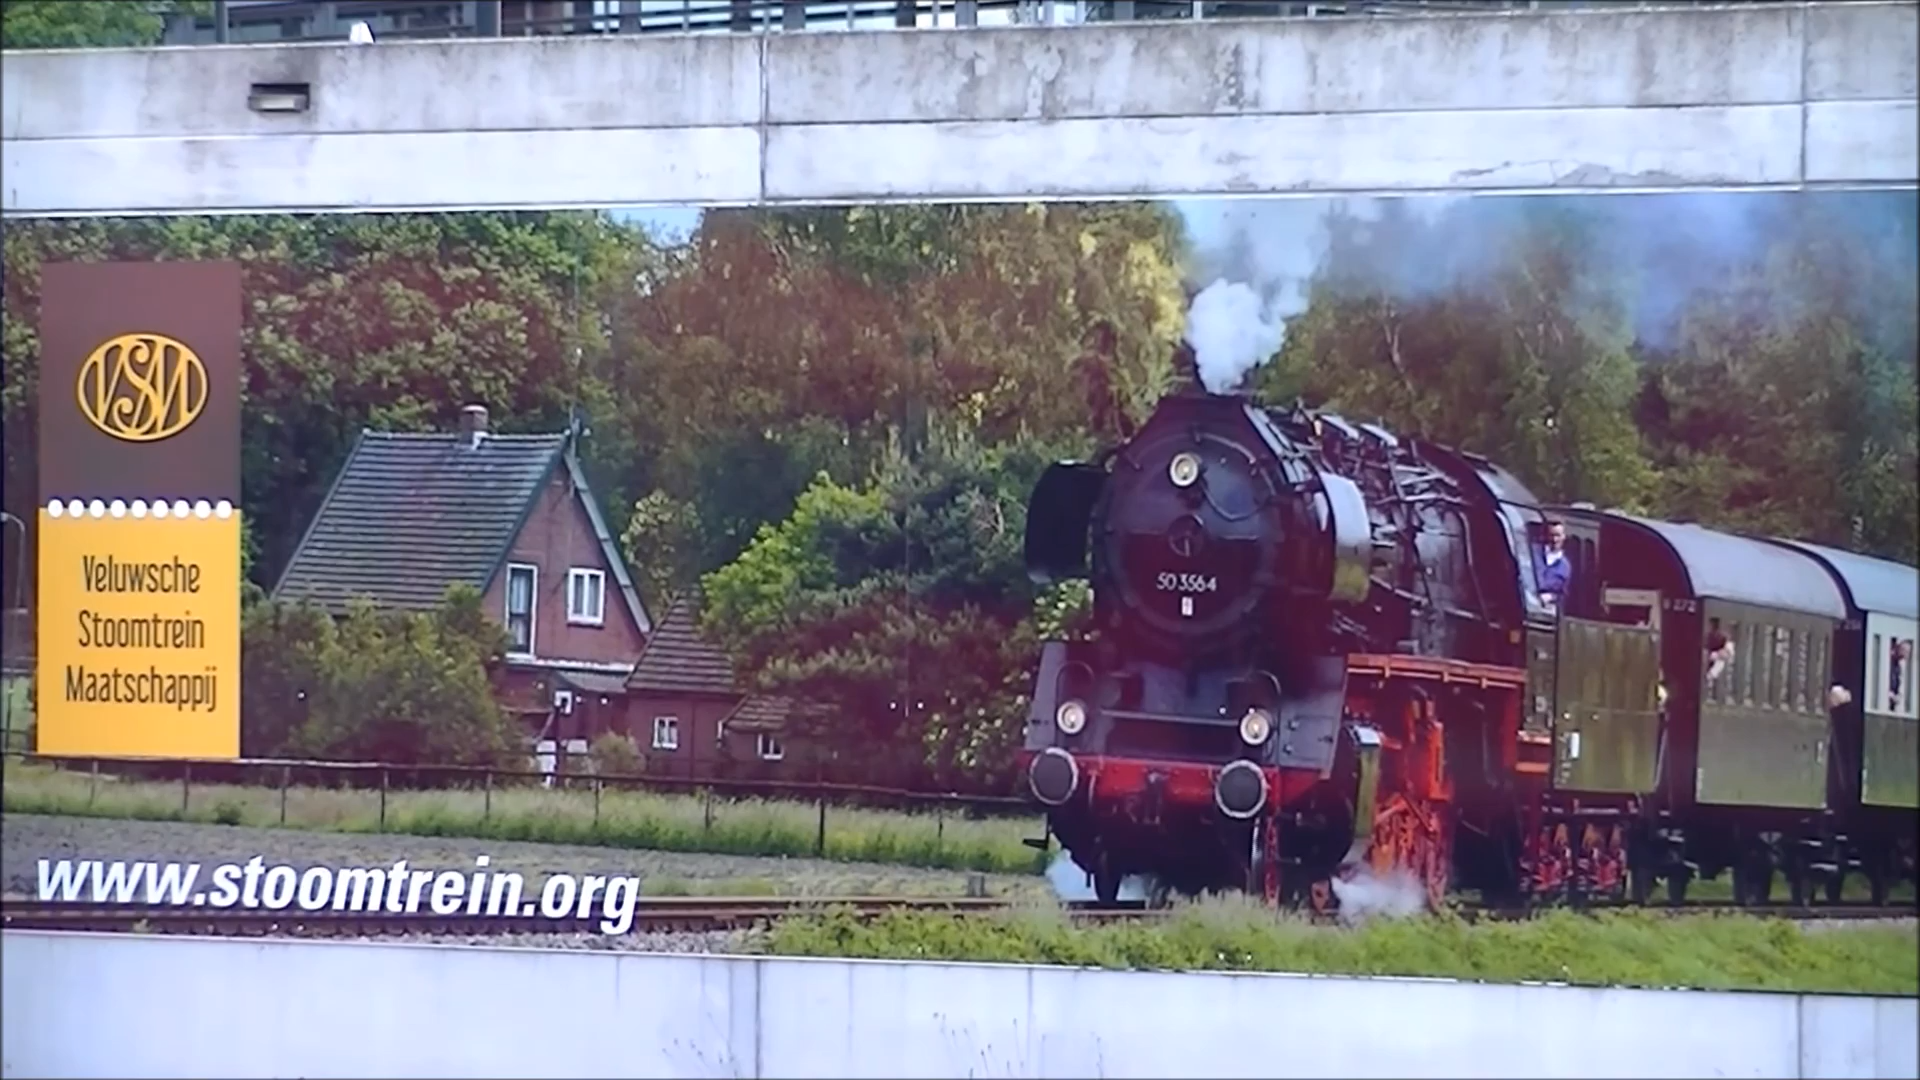 VSM
Veluwsche
Stoomtrein
Maatschappij
50 3564
www.stoomtrein.org